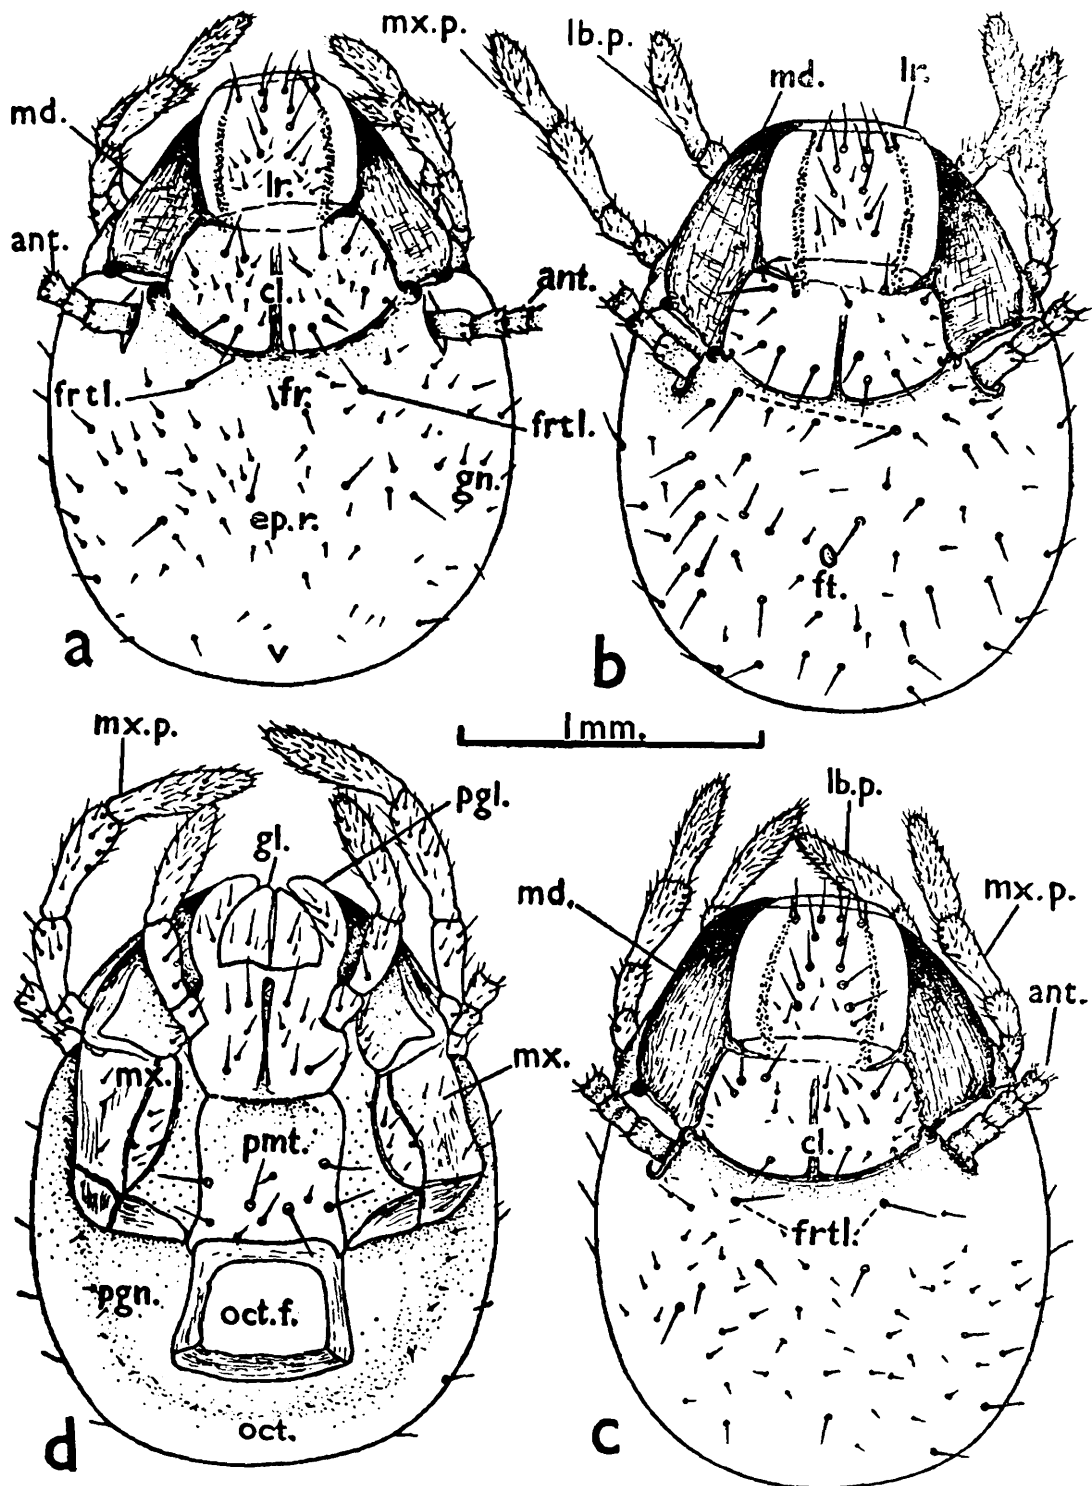 mx.p.
lb.p.
md.
md.
lr.
lr.
ant.
ant.
cl.
frtl.
fr.
frtl.
gn.
ep.r.
ft.
a
v
b
1mm.
mx.p.
pgl.
lb.p.
gl.
md.
mx.p.
ant.
mx.
mx.
pmt.
cl.
frtl.
pgn.
oct.f.
oct.
d
c